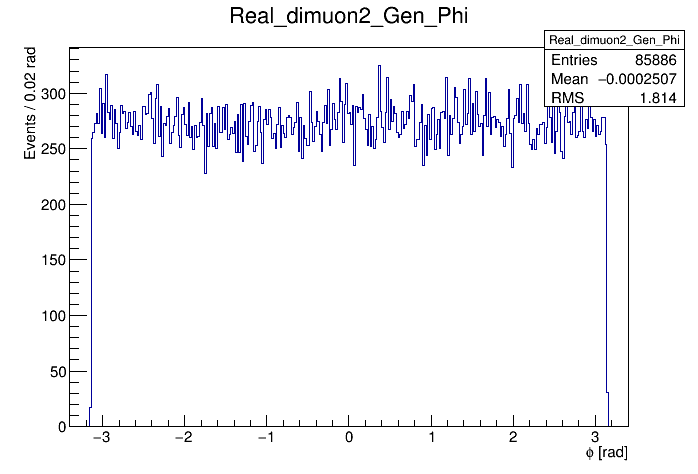 Real_dimuon2_Gen_Phi
Real_dimuon2_Gen_Phi
Entries 85886
Mean −0.0002507
RMS 1.814
Events / 0.02 rad
300
250
200
150
100
50
0
−3 −2 −1 0 1 2 3
ϕ [rad]